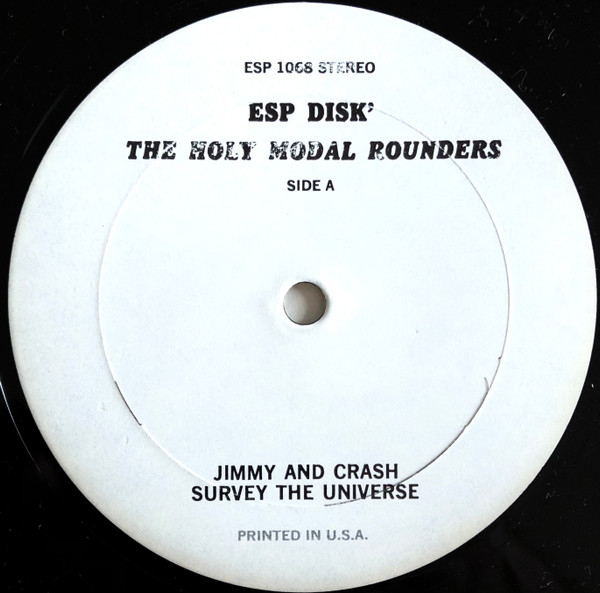 ESP 1068 STEREO
ESP DISK'
THE HOLY MODAL ROUNDERS
SIDE A
JIMMY AND CRASH
SURVEY THE UNIVERSE
PRINTED IN U.S.A.